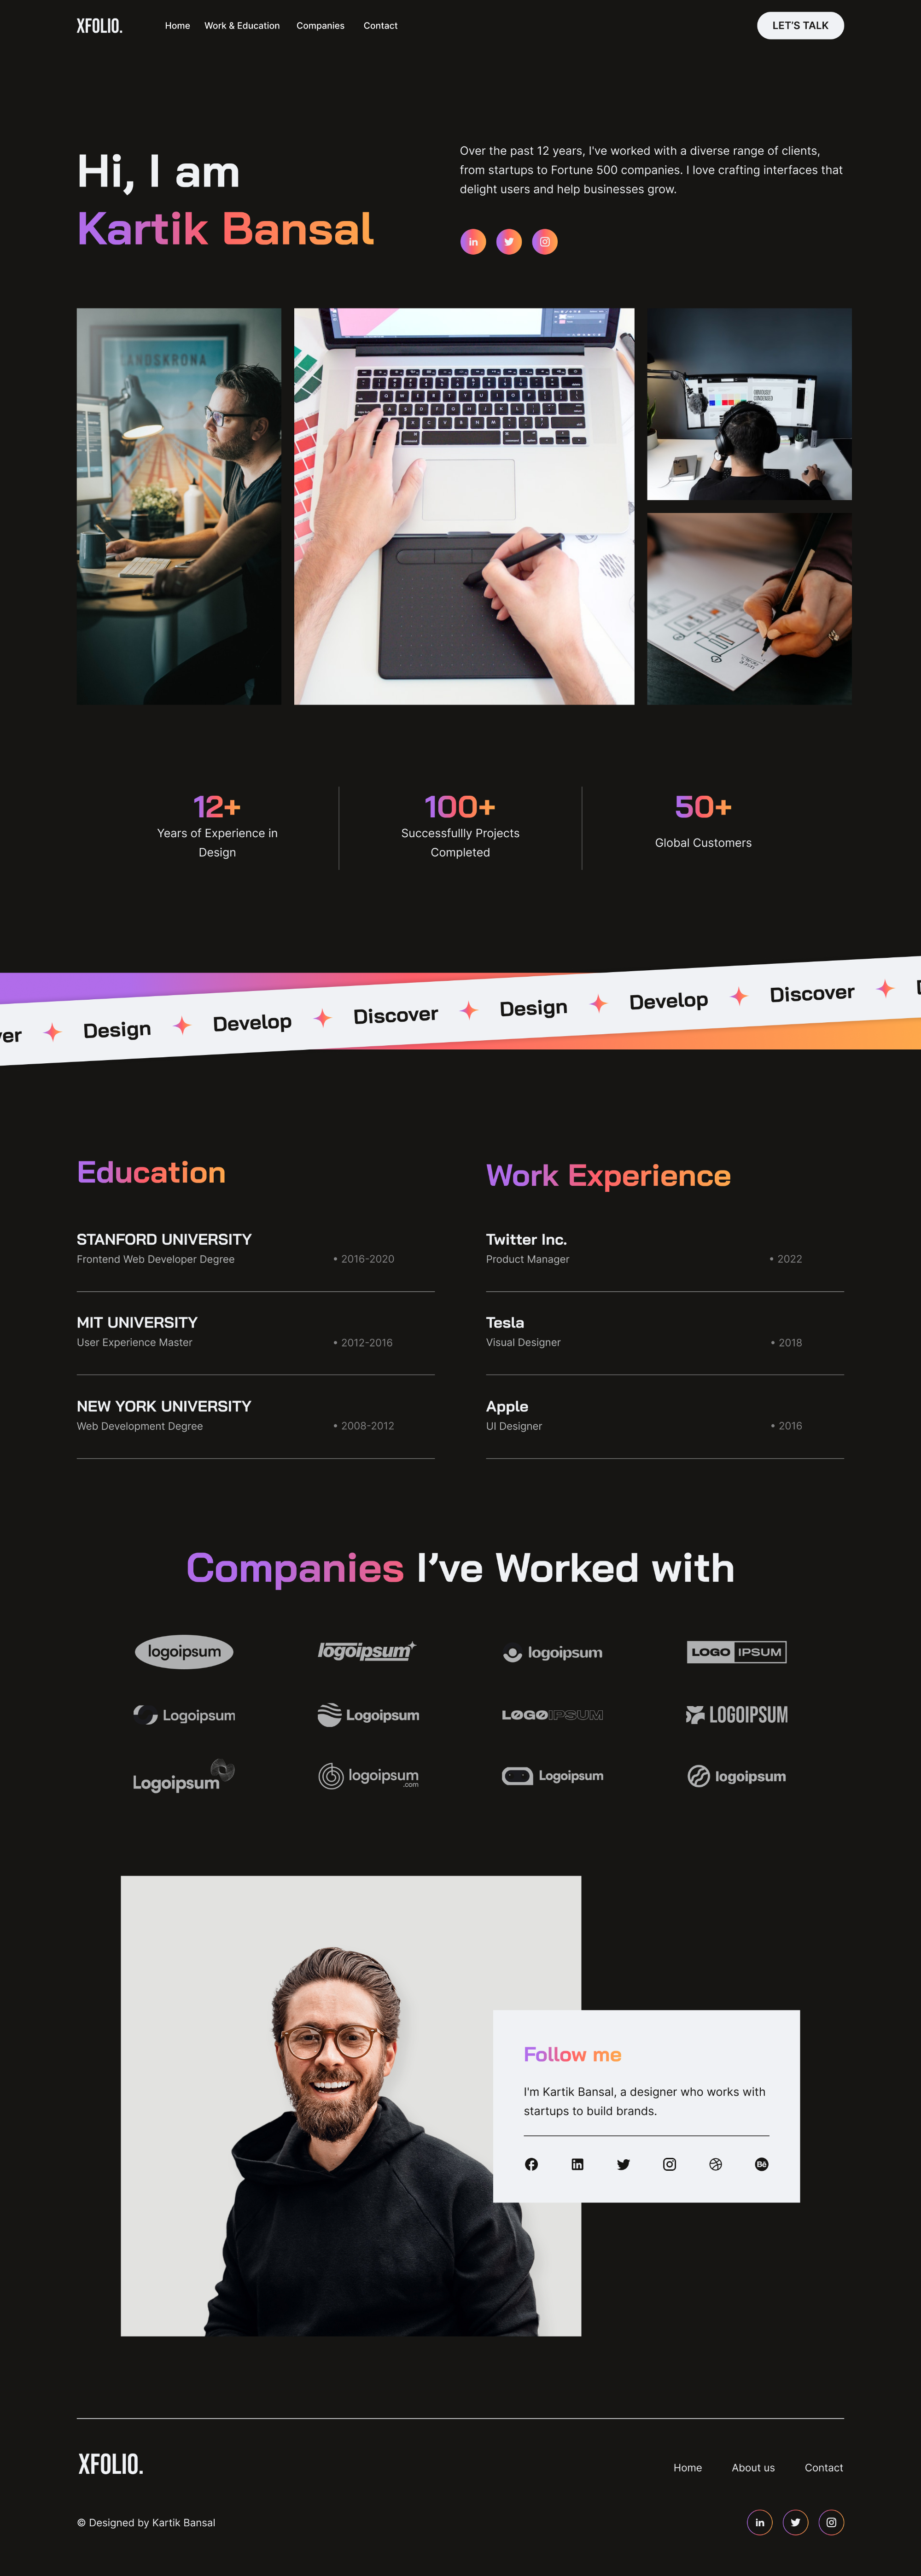 XFOLIO.
Home Work & Education Companies Contact
LET'S TALK
Hi, I am
Kartik Bansal
Over the past 12 years, I've worked with a diverse range of clients,
from startups to Fortune 500 companies. I love crafting interfaces that
delight users and help businesses grow.
in
ANDSKRONA
12+
Years of Experience in
Design
100+
Successfullly Projects
Completed
50+
Global Customers
ver Design Develop Discover Design Develop Discover D
Education
STANFORD UNIVERSITY
Frontend Web Developer Degree • 2016-2020
MIT UNIVERSITY
User Experience Master • 2012-2016
NEW YORK UNIVERSITY
Web Development Degree • 2008-2012
Work Experience
Twitter Inc.
Product Manager • 2022
Tesla
Visual Designer • 2018
Apple
UI Designer • 2016
Companies I’ve Worked with
logoipsum logoipsum logoipsum LOGO IPSUM
Logoipsum Logoipsum LOGOIPSUM LOGOIPSUM
Logoipsum logoipsum .com Logoipsum logoipsum
Follow me
I'm Kartik Bansal, a designer who works with
startups to build brands.
in Bē
XFOLIO.
Home About us Contact
© Designed by Kartik Bansal
in